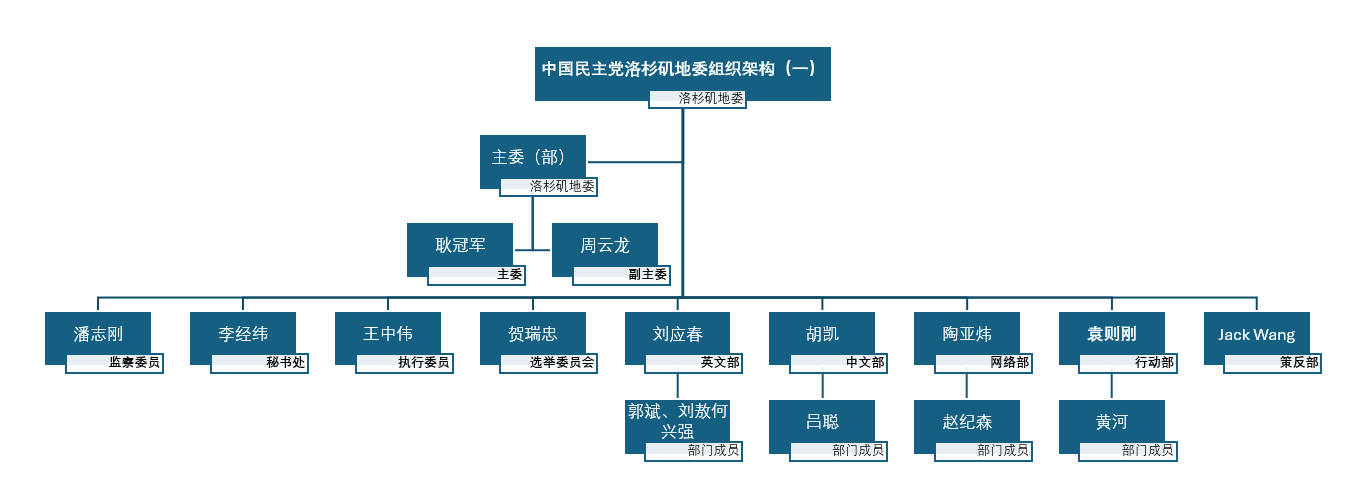 中国民主党洛杉矶地委组织架构（一）
洛杉矶地委
主委（部）
洛杉矶地委
耿冠军
主委
周云龙
副主委
潘志刚
监察委员
李经纬
秘书处
王中伟
执行委员
贺瑞忠
选举委员会
刘应春
英文部
胡凯
中文部
陶亚炜
网络部
袁则刚
行动部
Jack Wang
策反部
郭斌、刘敖何
兴强
部门成员
吕聪
部门成员
赵纪森
部门成员
黄河
部门成员